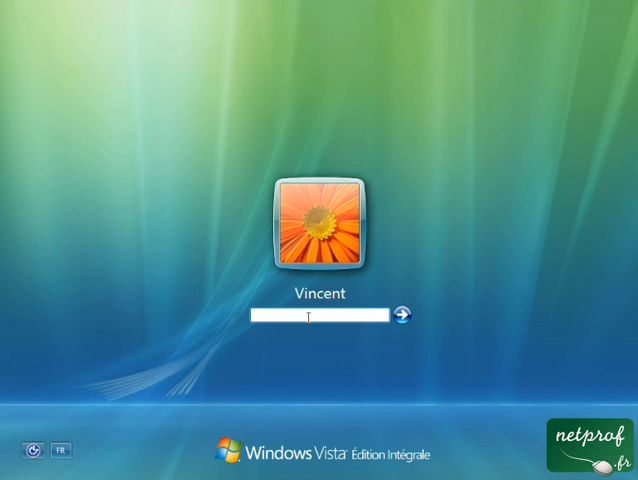 Vincent
FR
Windows Vista Édition Intégrale
netprof
.fr